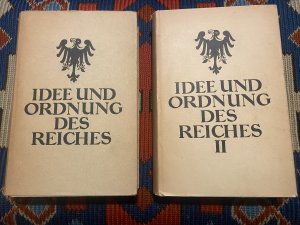 IDEE UND
ORDNUNG
DES
REICHES
IDEE UND
ORDNUNG
DES
REICHES
II